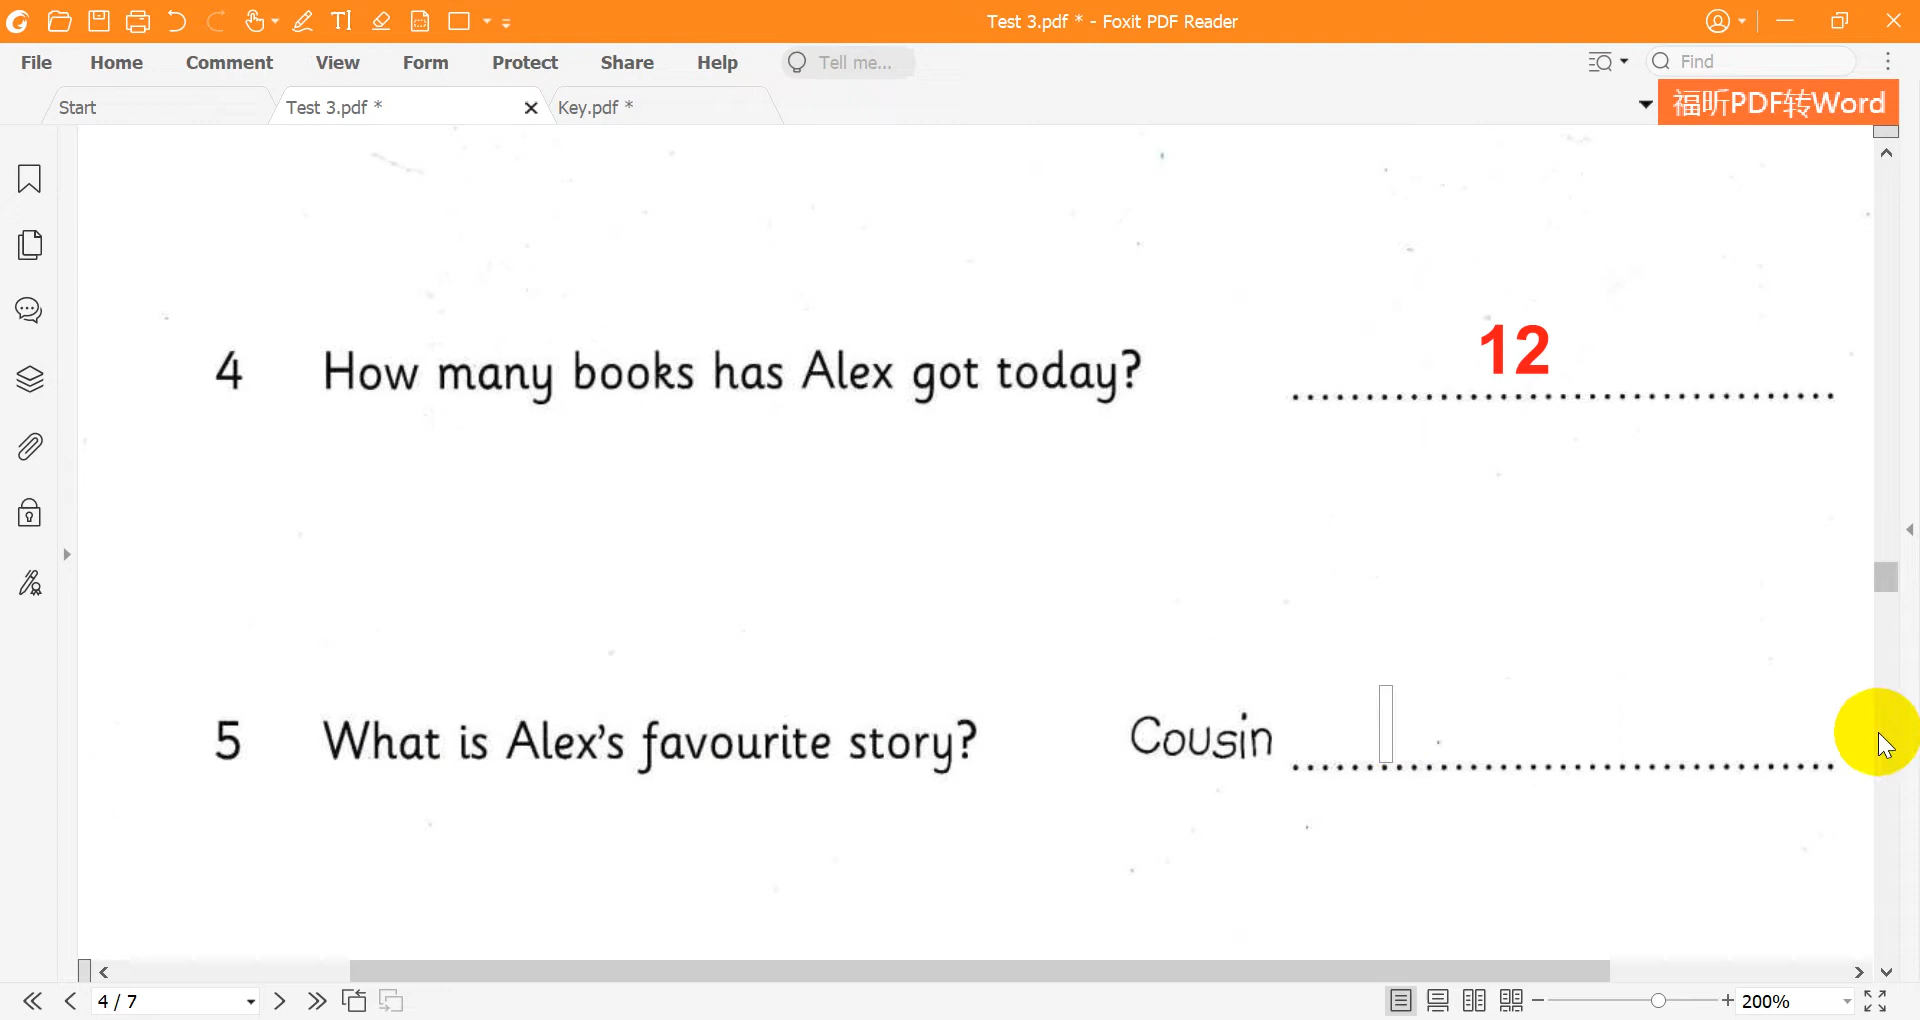 Test 3.pdf * - Foxit PDF Reader
File Home Comment View Form Protect Share Help Tell me... Find
Start Test 3.pdf * Key.pdf * 福昕PDF转Word
4 How many books has Alex got today? 12
5 What is Alex's favourite story? Cousin
4 / 7 200%